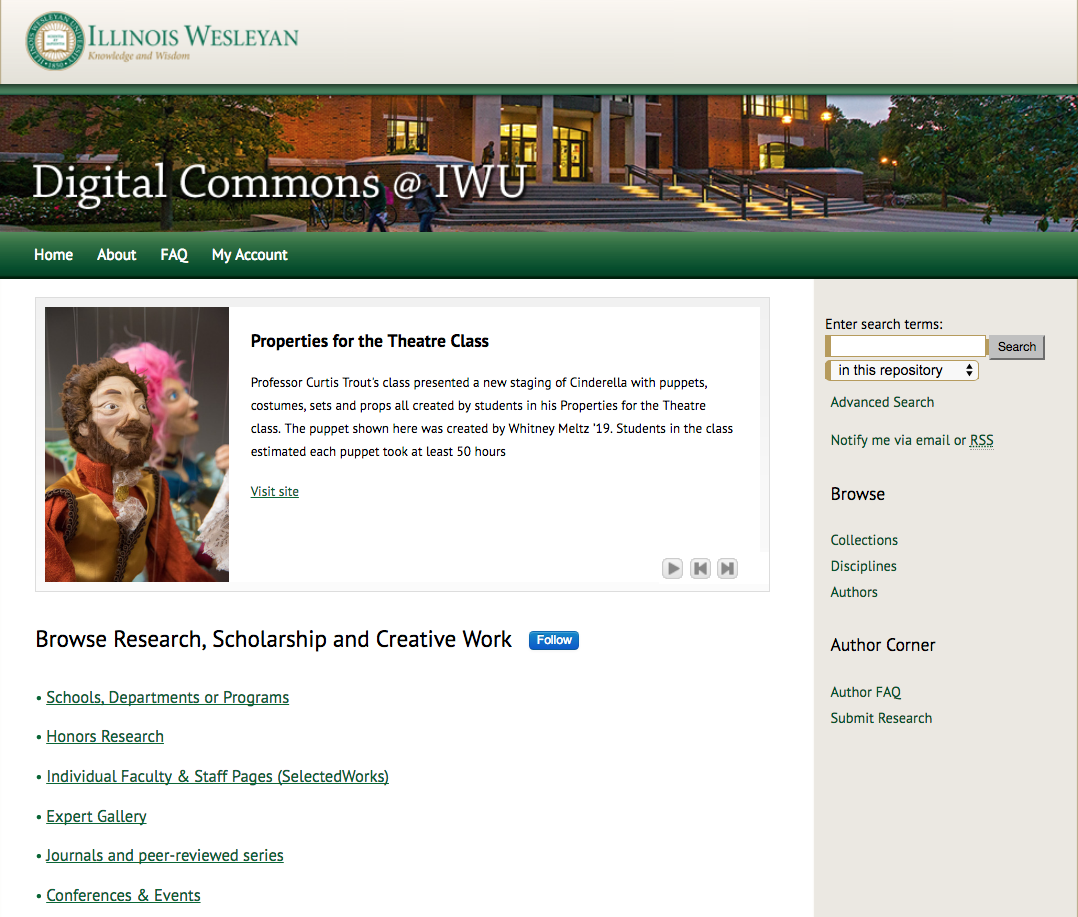 ILLINOIS WESLEYAN
Knowledge and Wisdom
ILLINOIS WESLEYAN UNIVERSITY
1850
Digital Commons @ IWU
Home About FAQ My Account
Properties for the Theatre Class
Professor Curtis Trout's class presented a new staging of Cinderella with puppets,
costumes, sets and props all created by students in his Properties for the Theatre
class. The puppet shown here was created by Whitney Meltz '19. Students in the class
estimated each puppet took at least 50 hours
Visit site
Browse Research, Scholarship and Creative Work Follow
• Schools, Departments or Programs
• Honors Research
• Individual Faculty & Staff Pages (SelectedWorks)
• Expert Gallery
• Journals and peer-reviewed series
• Conferences & Events
Enter search terms:
Search
in this repository
Advanced Search
Notify me via email or RSS
Browse
Collections
Disciplines
Authors
Author Corner
Author FAQ
Submit Research